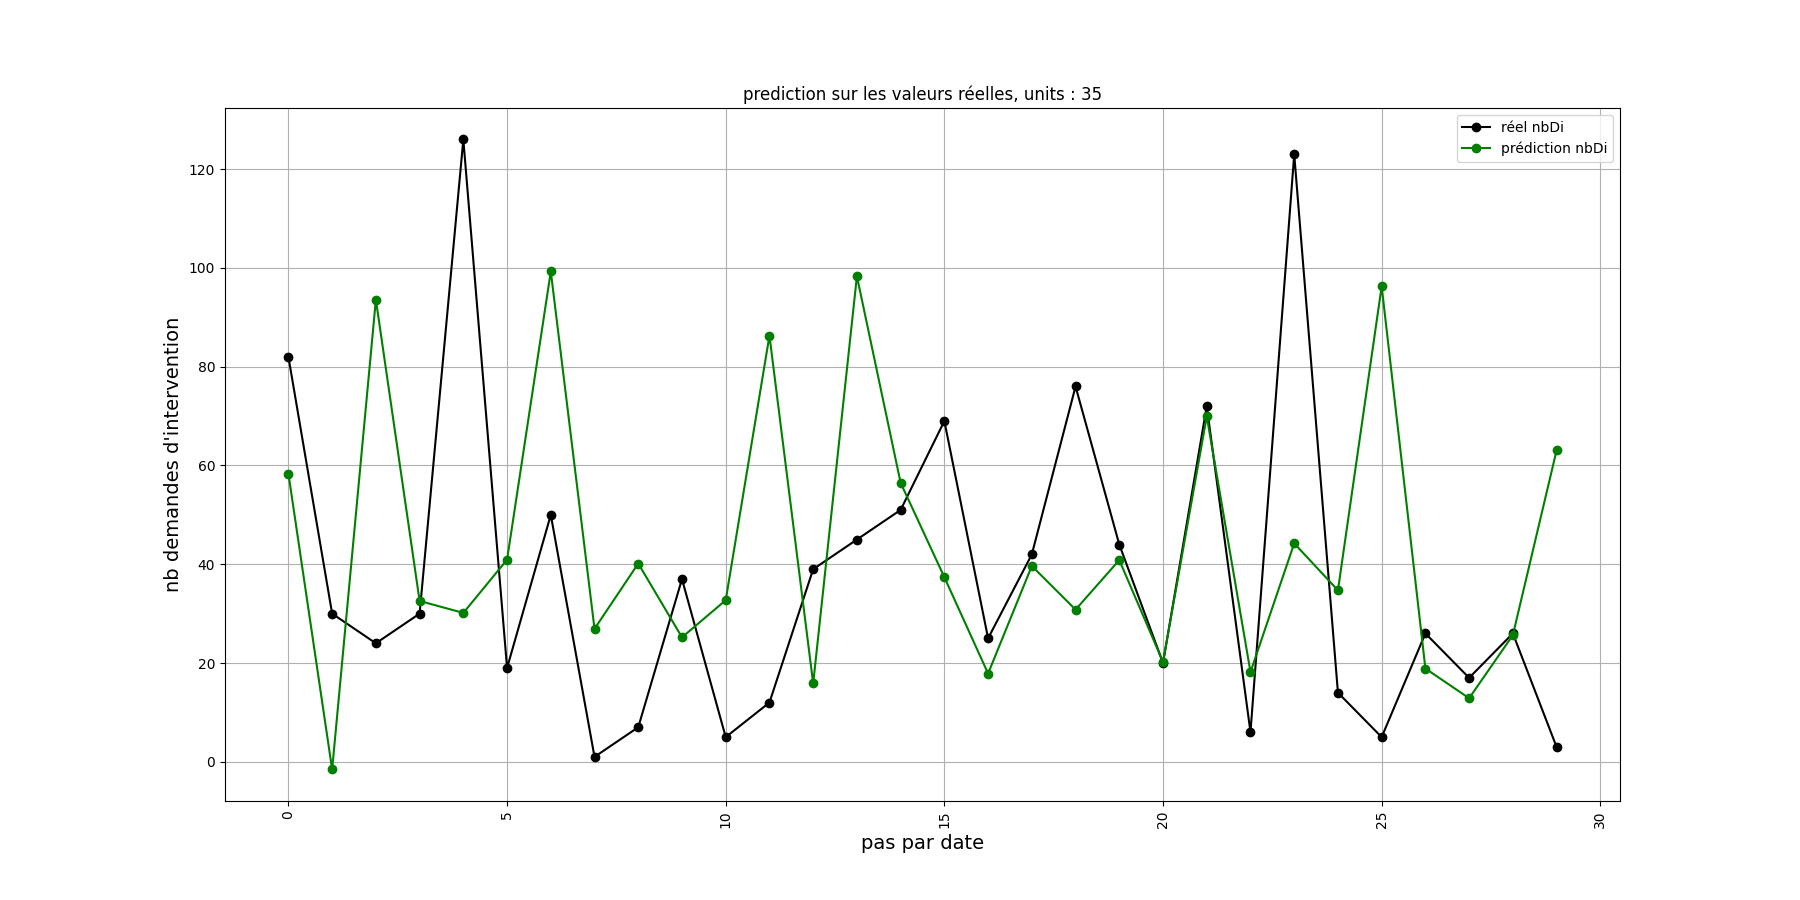 prediction sur les valeurs réelles, units : 35
réel nbDi
prédiction nbDi
120
100
80
60
40
20
0
nb demandes d'intervention
0 5 10 15 20 25 30
pas par date